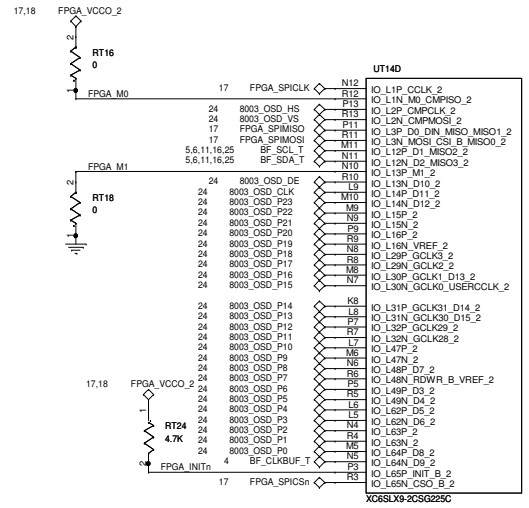 17,18 FPGA_VCCO_2
2
RT16
0
1
UT14D
17 FPGA_SPICLK N12 IO_L1P_CCLK_2
FPGA_M0 R12 IO_L1N_M0_CMPISO_2
24 8003_OSD_HS P13 IO_L2P_CMPCLK_2
24 8003_OSD_VS R13 IO_L2N_CMPMOSI_2
17 FPGA_SPIMISO P11 IO_L3P_D0_DIN_MISO_MISO1_2
17 FPGA_SPIMOSI R11 IO_L3N_MOSI_CSI_B_MISO0_2
5,6,11,16,25 BF_SCL_T M11 IO_L12P_D1_MISO2_2
5,6,11,16,25 BF_SDA_T N11 IO_L12N_D2_MISO3_2
FPGA_M1 N10 IO_L13P_M1_2
24 8003_OSD_DE R10 IO_L13N_D10_2
2
RT18
0
1
24 8003_OSD_CLK L9 IO_L14P_D11_2
24 8003_OSD_P23 M10 IO_L14N_D12_2
24 8003_OSD_P22 M9 IO_L15P_2
24 8003_OSD_P21 N9 IO_L15N_2
24 8003_OSD_P20 P9 IO_L16P_2
24 8003_OSD_P19 R9 IO_L16N_VREF_2
24 8003_OSD_P18 N8 IO_L29P_GCLK3_2
24 8003_OSD_P17 R8 IO_L29N_GCLK2_2
24 8003_OSD_P16 M8 IO_L30P_GCLK1_D13_2
24 8003_OSD_P15 N7 IO_L30N_GCLK0_USERCCLK_2
24 8003_OSD_P14 K8 IO_L31P_GCLK31_D14_2
24 8003_OSD_P13 L8 IO_L31N_GCLK30_D15_2
24 8003_OSD_P12 P7 IO_L32P_GCLK29_2
24 8003_OSD_P11 R7 IO_L32N_GCLK28_2
24 8003_OSD_P10 L7 IO_L47P_2
24 8003_OSD_P9 M6 IO_L47N_2
24 8003_OSD_P8 N6 IO_L48P_D7_2
24 8003_OSD_P7 R6 IO_L48N_RDWR_B_VREF_2
24 8003_OSD_P6 P5 IO_L49P_D3_2
24 8003_OSD_P5 R5 IO_L49N_D4_2
24 8003_OSD_P4 L6 IO_L62P_D5_2
24 8003_OSD_P3 L5 IO_L62N_D6_2
24 8003_OSD_P2 N4 IO_L63P_2
24 8003_OSD_P1 R4 IO_L63N_2
24 8003_OSD_P0 M5 IO_L64P_D8_2
4 BF_CLKBUF_T N5 IO_L64N_D9_2
17,18 FPGA_VCCO_2
1
RT24
4.7K
2
FPGA_INITn P3 IO_L65P_INIT_B_2
17 FPGA_SPICSn R3 IO_L65N_CSO_B_2
XC6SLX9-2CSG225C